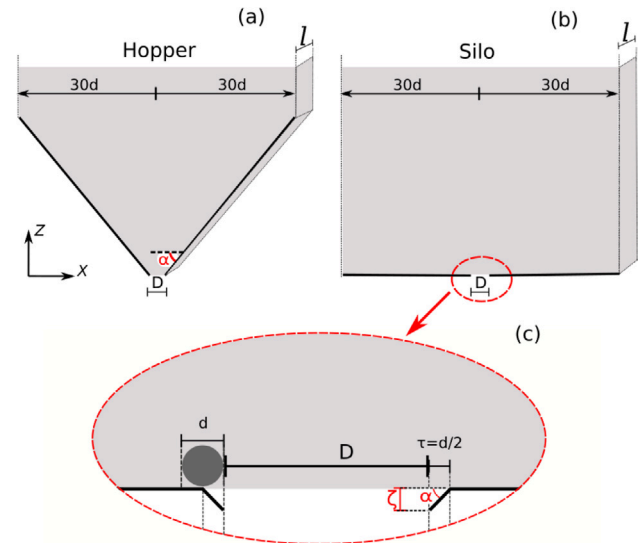 (a)
Hopper
l
30d
30d
α
D
Z
X
(b)
Silo
l
30d
30d
D
(c)
d
D
τ=d/2
ζ
α